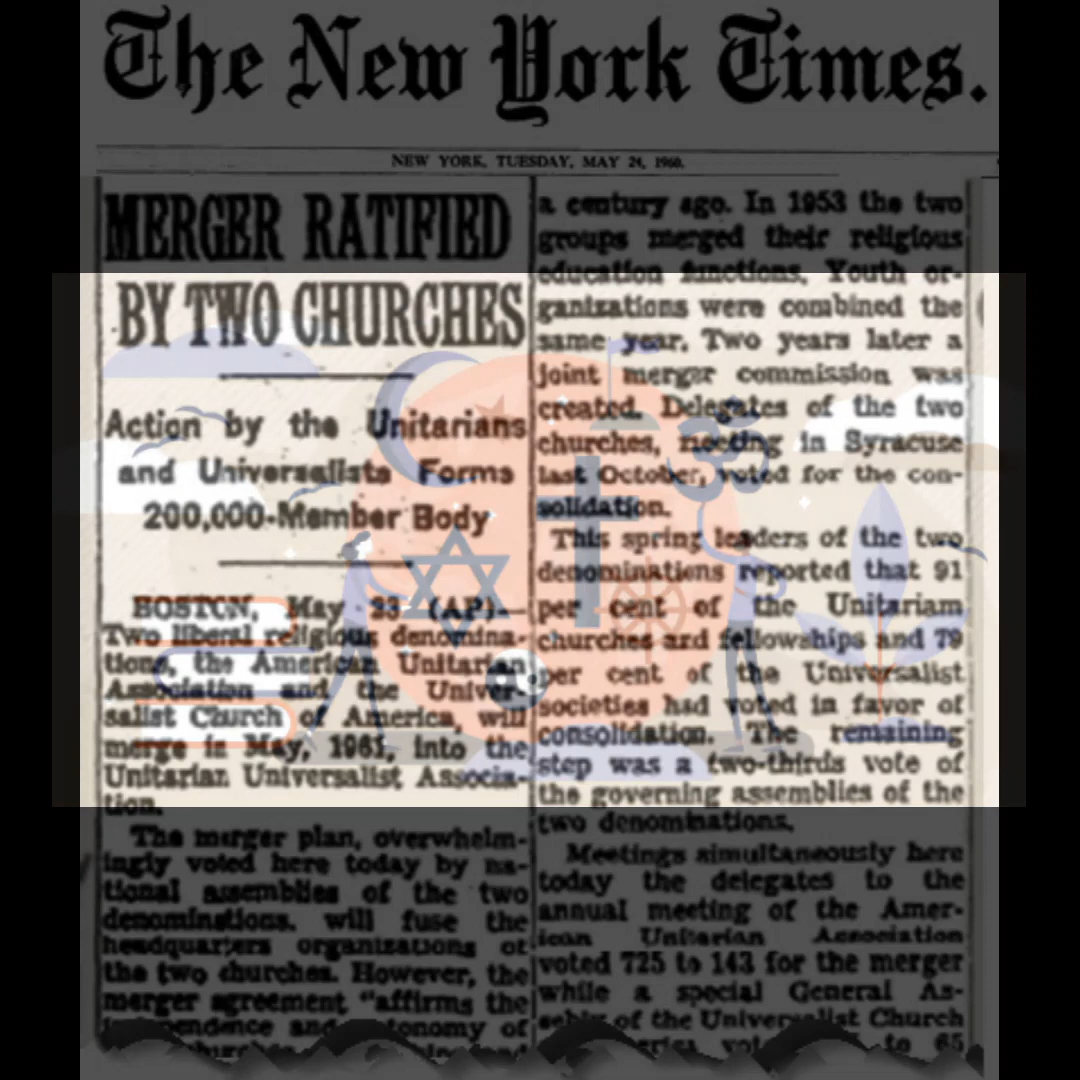 The New York Times.
NEW YORK, TUESDAY, MAY 24, 1960.
MERGER RATIFIED
BY TWO CHURCHES
Action by the Unitarians
and Universalists Forms
200,000-Member Body
BOSTON, May 23 (AP)—
Two liberal religious denomina-
tions, the American Unitarian
Association and the Univer-
salist Church of America, will
merge in May, 1961, into the
Unitarian Universalist Associa-
tion.
The merger plan, overwhelm-
ingly voted here today by na-
tional assemblies of the two
denominations. will fuse the
headquarters organizations of
the two churches. However, the
merger agreement "affirms the
independence and autonomy of
a century ago. In 1953 the two
groups merged their religious
education functions. Youth or-
ganizations were combined the
same year. Two years later a
joint merger commission was
created. Delegates of the two
churches, meeting in Syracuse
last October, voted for the con-
solidation.
This spring leaders of the two
denominations reported that 91
per cent of the Unitariam
churches and fellowships and 79
per cent of the Universalist
societies had voted in favor of
consolidation. The remaining
step was a two-thirds vote of
the governing assemblies of the
two denominations.
Meetings simultaneously here
today the delegates to the
annual meeting of the Amer-
ican Unitarian Association
voted 725 to 143 for the merger
while a special General As-
sembly of the Universalist Church
to 65